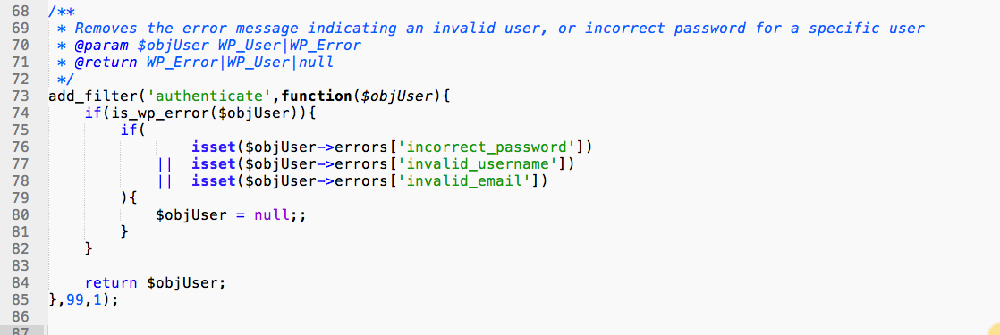 68 /**
69  * Removes the error message indicating an invalid user, or incorrect password for a specific user
70  * @param $objUser WP_User|WP_Error
71  * @return WP_Error|WP_User|null
72  */
73 add_filter('authenticate',function($objUser){
74     if(is_wp_error($objUser)){
75         if(
76                 isset($objUser->errors['incorrect_password'])
77             ||  isset($objUser->errors['invalid_username'])
78             ||  isset($objUser->errors['invalid_email'])
79         ){
80             $objUser = null;;
81         }
82     }
83
84     return $objUser;
85 },99,1);
86
87